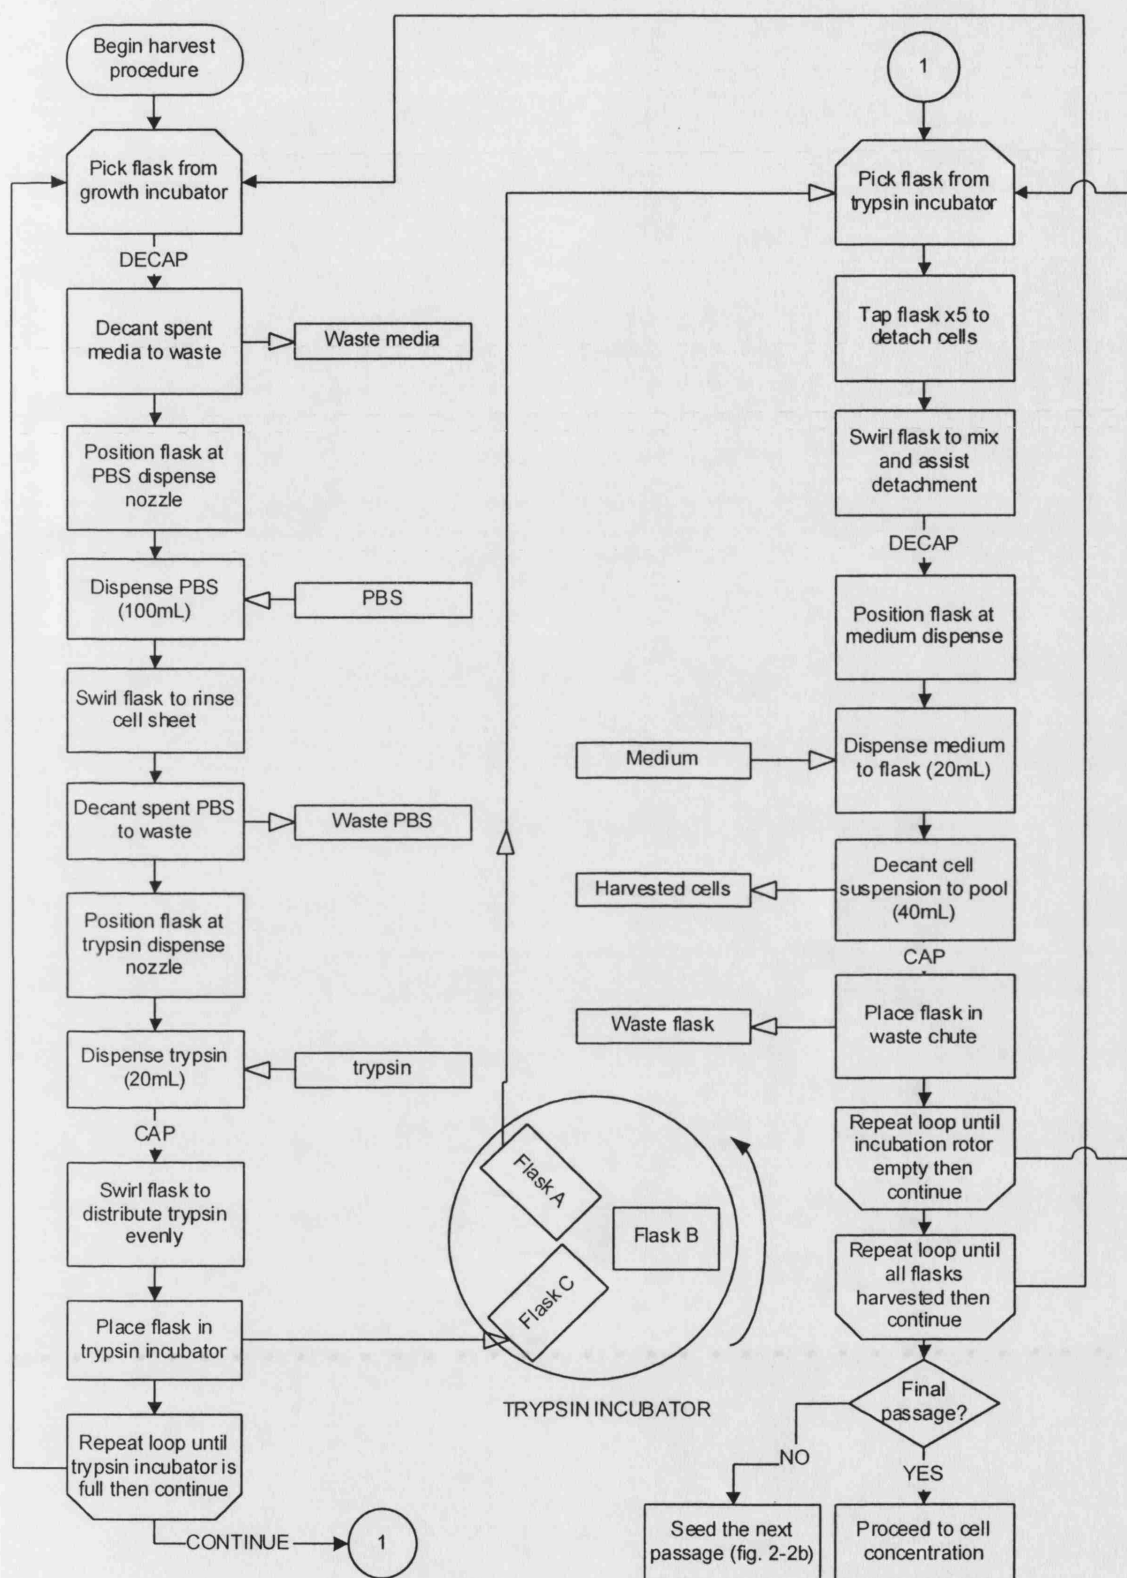 Begin harvest
procedure
Pick flask from
growth incubator
DECAP
Decant spent
media to waste
Waste media
Position flask at
PBS dispense
nozzle
Dispense PBS
(100mL)
PBS
Swirl flask to rinse
cell sheet
Decant spent PBS
to waste
Waste PBS
Position flask at
trypsin dispense
nozzle
Dispense trypsin
(20mL)
trypsin
CAP
Swirl flask to
distribute trypsin
evenly
Place flask in
trypsin incubator
Repeat loop until
trypsin incubator is
full then continue
CONTINUE
1
Flask A
Flask B
Flask C
TRYPSIN INCUBATOR
1
Pick flask from
trypsin incubator
Tap flask x5 to
detach cells
Swirl flask to mix
and assist
detachment
DECAP
Position flask at
medium dispense
Medium
Dispense medium
to flask (20mL)
Decant cell
suspension to pool
(40mL)
Harvested cells
CAP
Place flask in
waste chute
Waste flask
Repeat loop until
incubation rotor
empty then
continue
Repeat loop until
all flasks
harvested then
continue
Final
passage?
NO
YES
Seed the next
passage (fig. 2-2b)
Proceed to cell
concentration